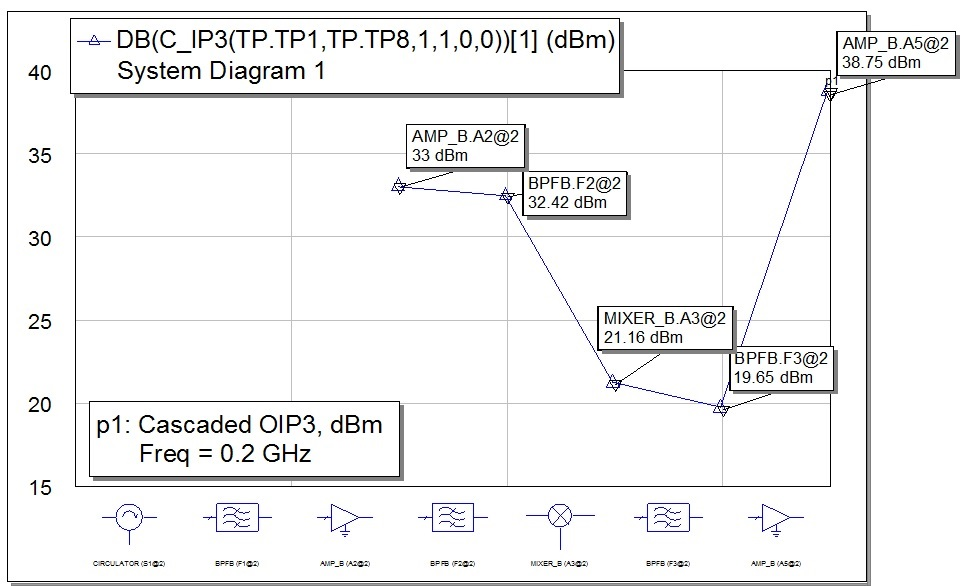 DB(C_IP3(TP.TP1,TP.TP8,1,1,0,0))[1] (dBm)
System Diagram 1
AMP_B.A5@2
38.75 dBm
p1
40
35
30
25
20
15
AMP_B.A2@2
33 dBm
BPFB.F2@2
32.42 dBm
MIXER_B.A3@2
21.16 dBm
BPFB.F3@2
19.65 dBm
p1: Cascaded OIP3, dBm
Freq = 0.2 GHz
CIRCULATOR (S1@2)
BPFB (F1@2)
AMP_B (A2@2)
BPFB (F2@2)
MIXER_B (A3@2)
BPFB (F3@2)
AMP_B (A5@2)